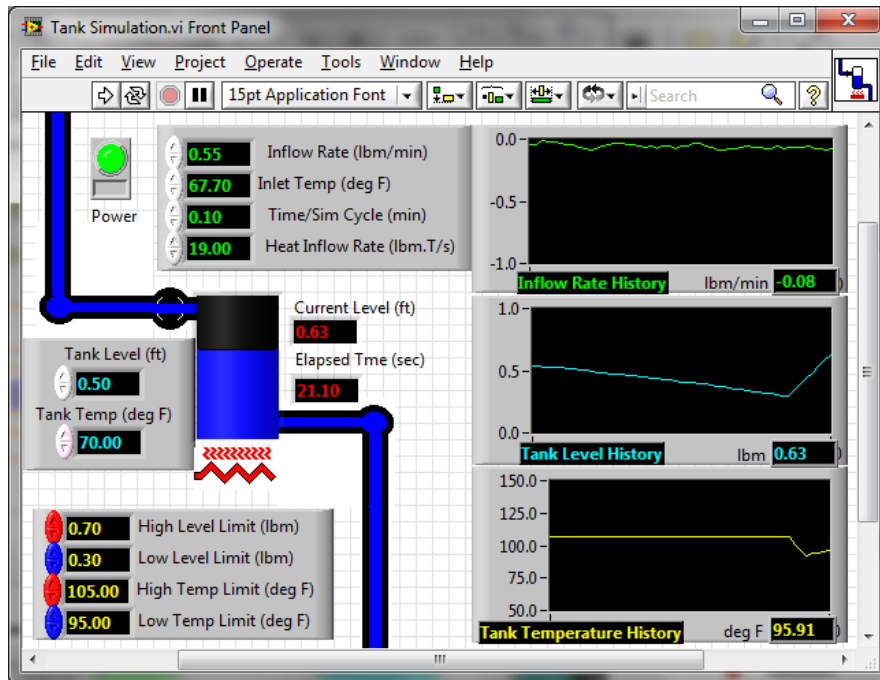 Tank Simulation.vi Front Panel
File Edit View Project Operate Tools Window Help
15pt Application Font
Search
Power
0.55 Inflow Rate (lbm/min)
67.70 Inlet Temp (deg F)
0.10 Time/Sim Cycle (min)
19.00 Heat Inflow Rate (lbm.T/s)
0.0
-0.5
-1.0
Inflow Rate History lbm/min -0.08
Current Level (ft)
0.63
Elapsed Tme (sec)
21.10
Tank Level (ft)
0.50
Tank Temp (deg F)
70.00
1.0
0.5
0.0
Tank Level History lbm 0.63
0.70 High Level Limit (lbm)
0.30 Low Level Limit (lbm)
105.00 High Temp Limit (deg F)
95.00 Low Temp Limit (deg F)
150.0
125.0
100.0
75.0
50.0
Tank Temperature History deg F 95.91